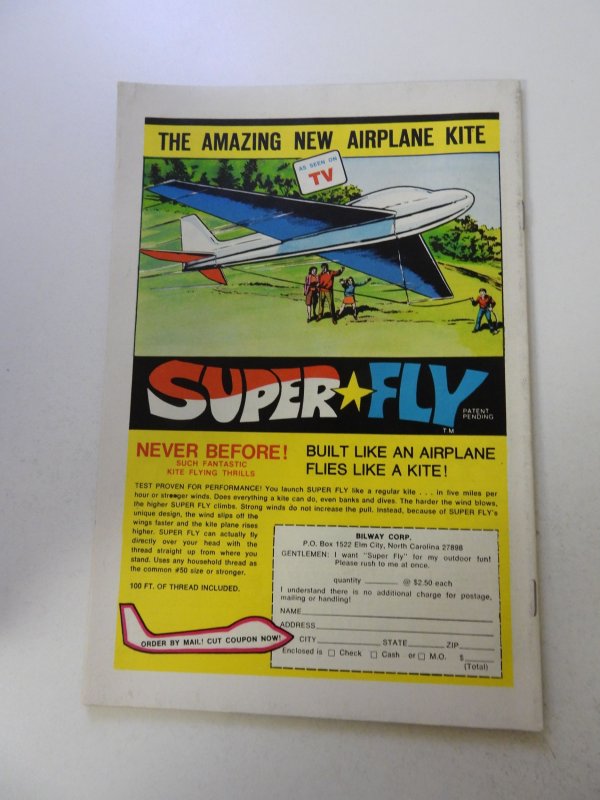 THE AMAZING NEW AIRPLANE KITE
AS SEEN ON
TV
SUPER FLY
PATENT
PENDING
TM
NEVER BEFORE!
SUCH FANTASTIC
KITE FLYING THRILLS
BUILT LIKE AN AIRPLANE
FLIES LIKE A KITE!
TEST PROVEN FOR PERFORMANCE! You launch SUPER FLY like a regular kite . . . in five miles per
hour or stronger winds. Does everything a kite can do, even banks and dives. The harder the wind blows,
the higher SUPER FLY climbs. Strong winds do not increase the pull. Instead, because of SUPER FLY's
unique design, the wind slips off the
wings faster and the kite plane rises
higher. SUPER FLY can actually fly
directly over your head with the
thread straight up from where you
stand. Uses any household thread as
the common #50 size or stronger.
100 FT. OF THREAD INCLUDED.
ORDER BY MAIL! CUT COUPON NOW!
BILWAY CORP.
P.O. Box 1522 Elm City, North Carolina 27898
GENTLEMEN: I want "Super Fly" for my outdoor fun!
Please rush to me at once.
quantity ______ @ $2.50 each
I understand there is no additional charge for postage,
mailing or handling!
NAME
ADDRESS
CITY STATE ZIP
Enclosed is □ Check □ Cash or □ M.O. $
(Total)